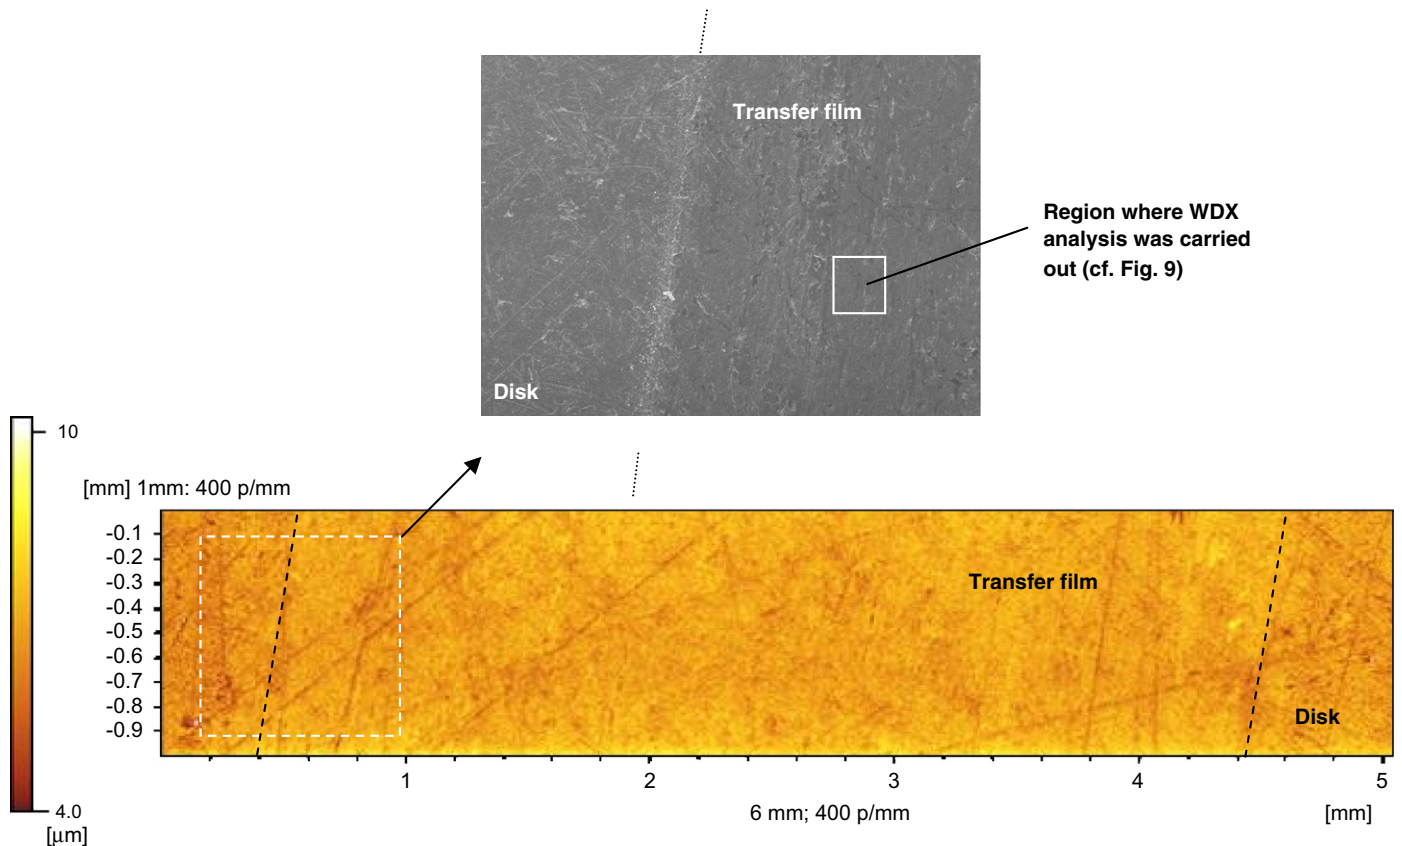 Transfer film
Region where WDX
analysis was carried
out (cf. Fig. 9)
Disk
10
[mm] 1mm: 400 p/mm
-0.1
-0.2
-0.3
-0.4
-0.5
-0.6
-0.7
-0.8
-0.9
Transfer film
Disk
4.0
[µm]
1 2 3 4 5
6 mm; 400 p/mm [mm]